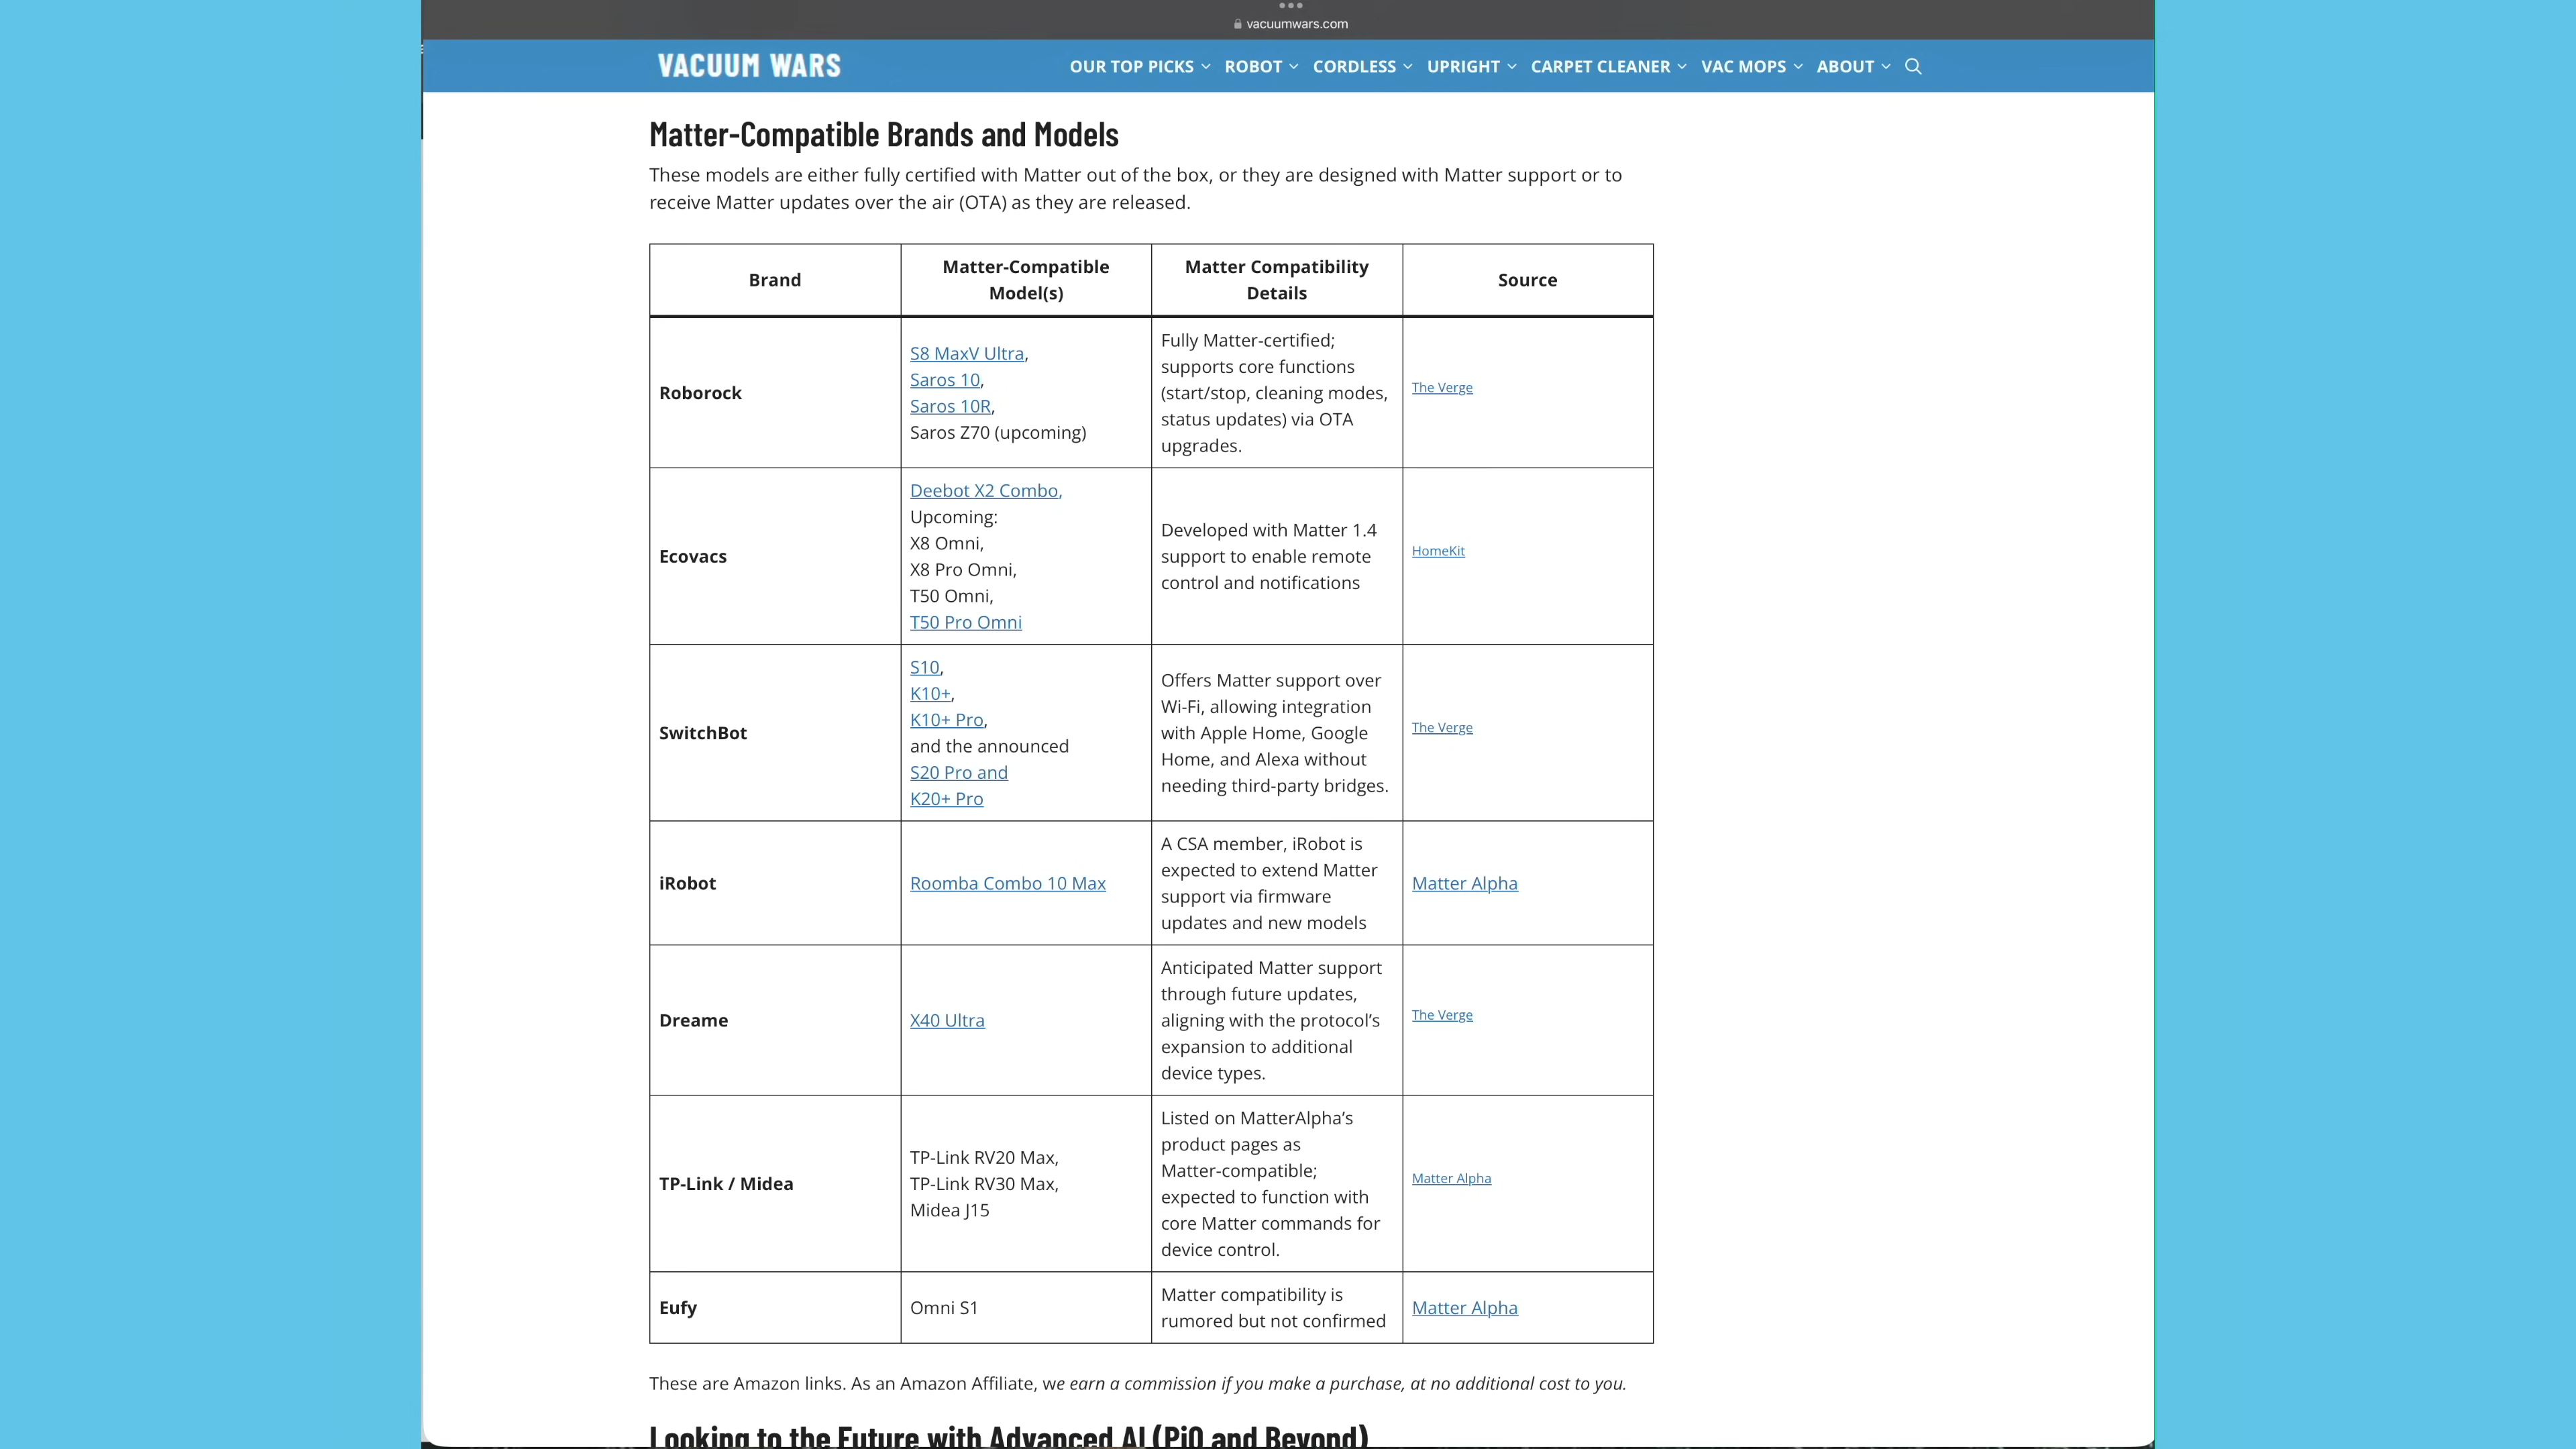 vacuumwars.com
VACUUM WARS
OUR TOP PICKS ROBOT CORDLESS UPRIGHT CARPET CLEANER VAC MOPS ABOUT
Matter-Compatible Brands and Models
These models are either fully certified with Matter out of the box, or they are designed with Matter support or to
receive Matter updates over the air (OTA) as they are released.
Brand
Matter-Compatible
Model(s)
Matter Compatibility
Details
Source
Roborock
S8 MaxV Ultra,
Saros 10,
Saros 10R,
Saros Z70 (upcoming)
Fully Matter-certified;
supports core functions
(start/stop, cleaning modes,
status updates) via OTA
upgrades.
The Verge
Ecovacs
Deebot X2 Combo,
Upcoming:
X8 Omni,
X8 Pro Omni,
T50 Omni,
T50 Pro Omni
Developed with Matter 1.4
support to enable remote
control and notifications
HomeKit
SwitchBot
S10,
K10+,
K10+ Pro,
and the announced
S20 Pro and
K20+ Pro
Offers Matter support over
Wi-Fi, allowing integration
with Apple Home, Google
Home, and Alexa without
needing third-party bridges.
The Verge
iRobot
Roomba Combo 10 Max
A CSA member, iRobot is
expected to extend Matter
support via firmware
updates and new models
Matter Alpha
Dreame
X40 Ultra
Anticipated Matter support
through future updates,
aligning with the protocol's
expansion to additional
device types.
The Verge
TP-Link / Midea
TP-Link RV20 Max,
TP-Link RV30 Max,
Midea J15
Listed on MatterAlpha's
product pages as
Matter-compatible;
expected to function with
core Matter commands for
device control.
Matter Alpha
Eufy
Omni S1
Matter compatibility is
rumored but not confirmed
Matter Alpha
These are Amazon links. As an Amazon Affiliate, we earn a commission if you make a purchase, at no additional cost to you.
Looking to the Future with Advanced AI (Pi0 and Beyond)